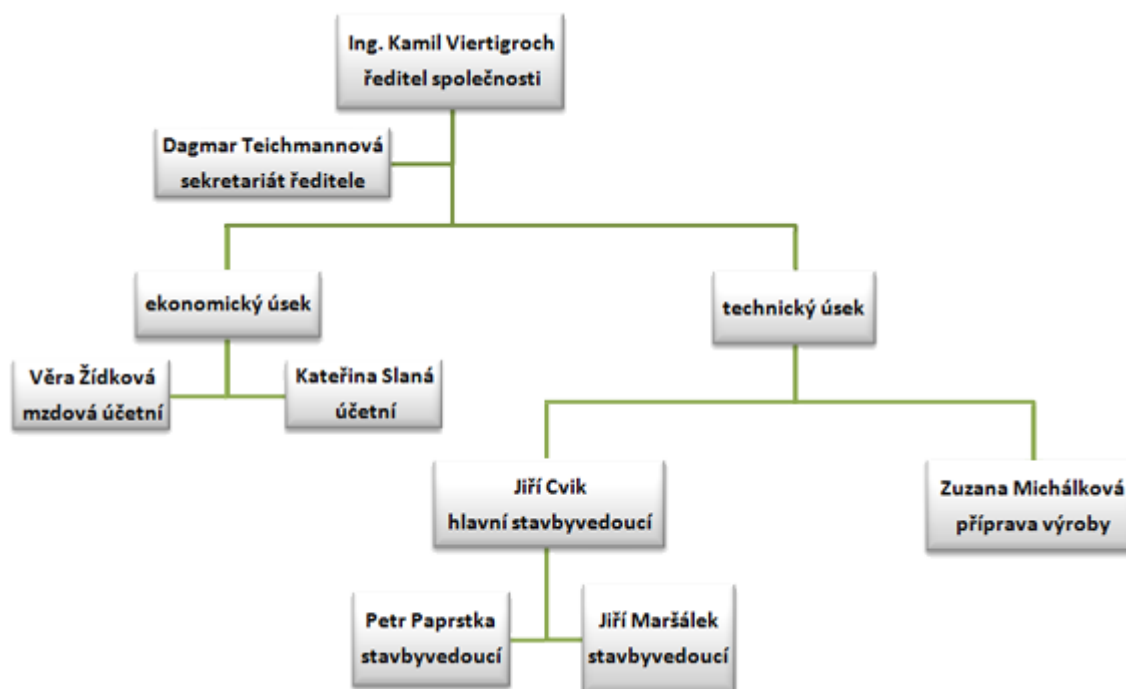 Ing. Kamil Viertigroch
ředitel společnosti
Dagmar Teichmannová
sekretariát ředitele
ekonomický úsek
technický úsek
Věra Žídková
mzdová účetní
Kateřina Slaná
účetní
Jiří Cvik
hlavní stavbyvedoucí
Zuzana Michálková
příprava výroby
Petr Paprstka
stavbyvedoucí
Jiří Maršálek
stavbyvedoucí